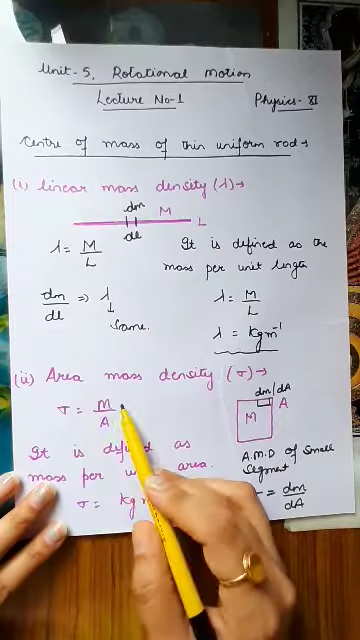 Unit-5, Rotational motion
Lecture No-1 Physics-XI
Centre of mass of thin uniform rod→
(i) linear mass density (λ)→
dm M
L
dl
λ = M/L It is defined as the
mass per unit length
dm/dl ⇒ λ λ = M/L
Same. λ = kgm⁻¹
(ii) Area mass density (σ)→
dm/dA
σ = M/A M A
It is defined as A.M.D of Small
mass per unit area. Segment
σ = kg = dm/dA